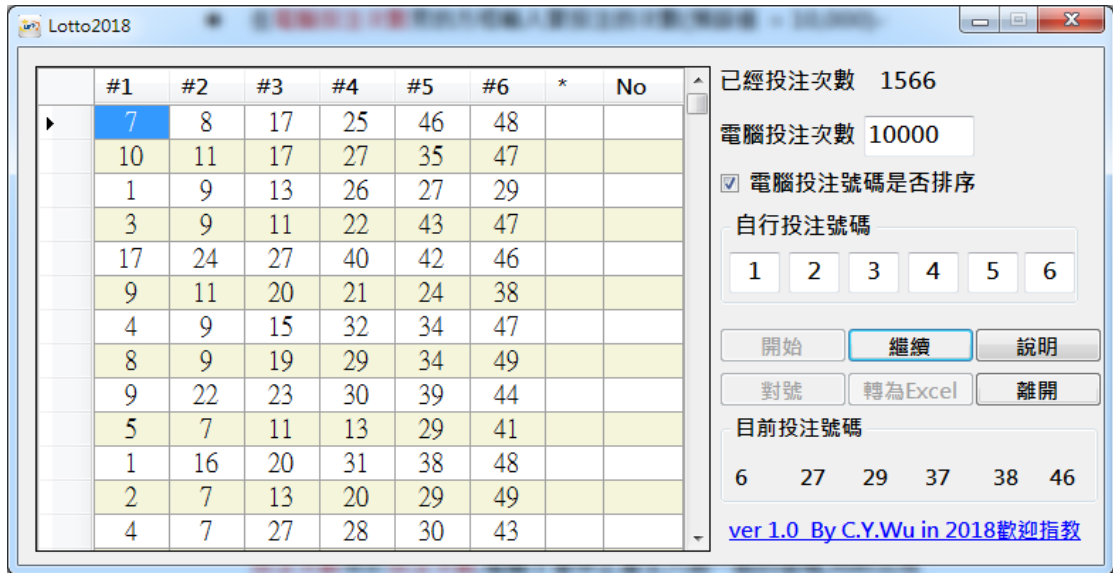 Lotto2018
#1 #2 #3 #4 #5 #6 * No
7 8 17 25 46 48
10 11 17 27 35 47
1 9 13 26 27 29
3 9 11 22 43 47
17 24 27 40 42 46
9 11 20 21 24 38
4 9 15 32 34 47
8 9 19 29 34 49
9 22 23 30 39 44
5 7 11 13 29 41
1 16 20 31 38 48
2 7 13 20 29 49
4 7 27 28 30 43
已經投注次數 1566
電腦投注次數 10000
電腦投注號碼是否排序
自行投注號碼
1 2 3 4 5 6
開始 繼續 說明
對號 轉為Excel 離開
目前投注號碼
6 27 29 37 38 46
ver 1.0 By C.Y.Wu in 2018歡迎指教